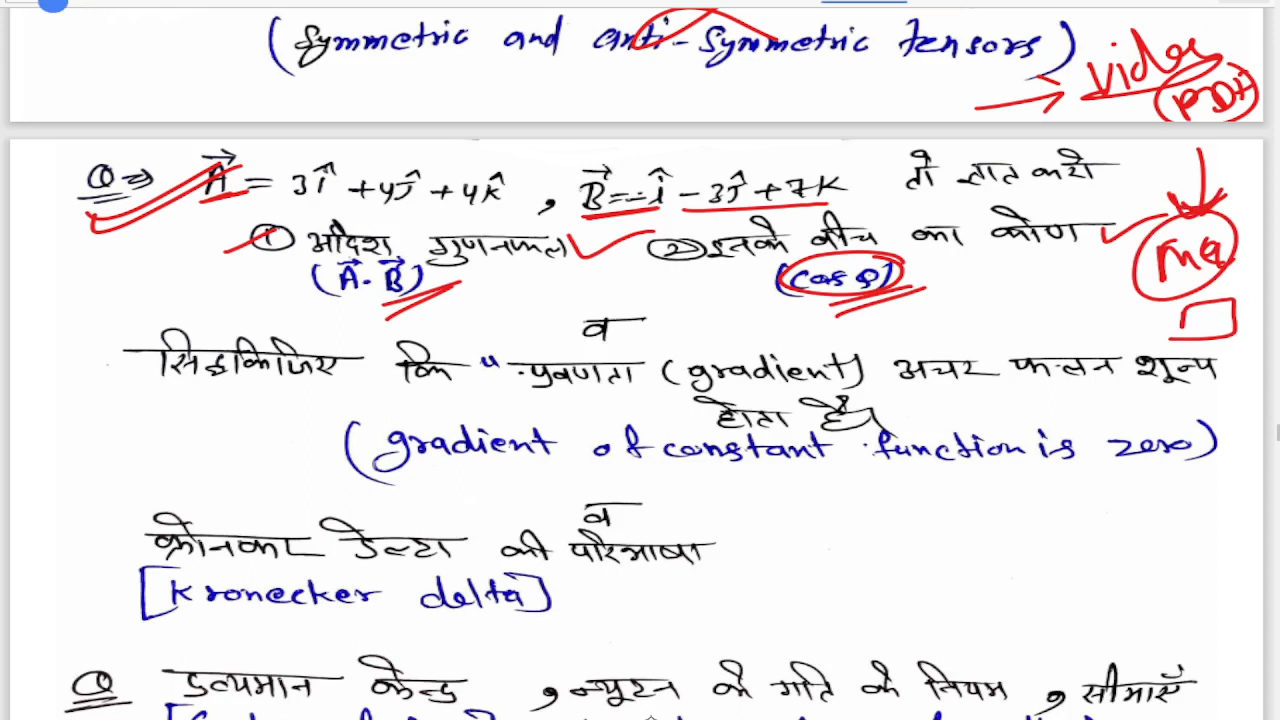 (Symmetric and anti-Symmetric tensors)
video
PDF
Q⇒ A⃗ = 3î + 4ĵ + 4k̂ , B⃗ = -î - 3ĵ + 7K तो ज्ञात करो
① अदिश गुणनफल ② इनके बीच का कोण
(A⃗. B⃗) (cos θ)
व
सिद्ध किजिए कि " प्रवणता (gradient) अचर फलन शून्य
होता है।
(gradient of constant function is zero)
व
क्रोनकर डेल्टा की परिभाषा
[Kronecker delta]
Q द्रव्यमान केन्द्र , न्यूटन के गति के नियम , सीमाएँ